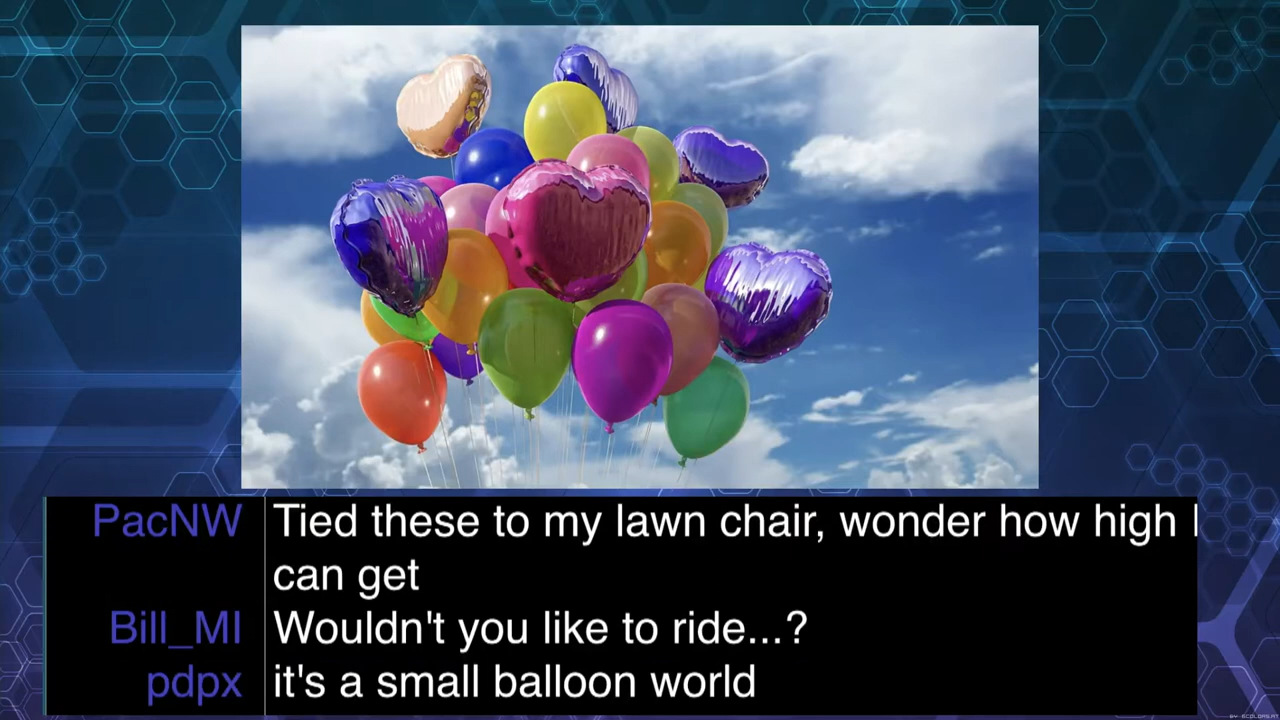 PacNW Tied these to my lawn chair, wonder how high I
can get
Bill_MI Wouldn't you like to ride...?
pdpx it's a small balloon world